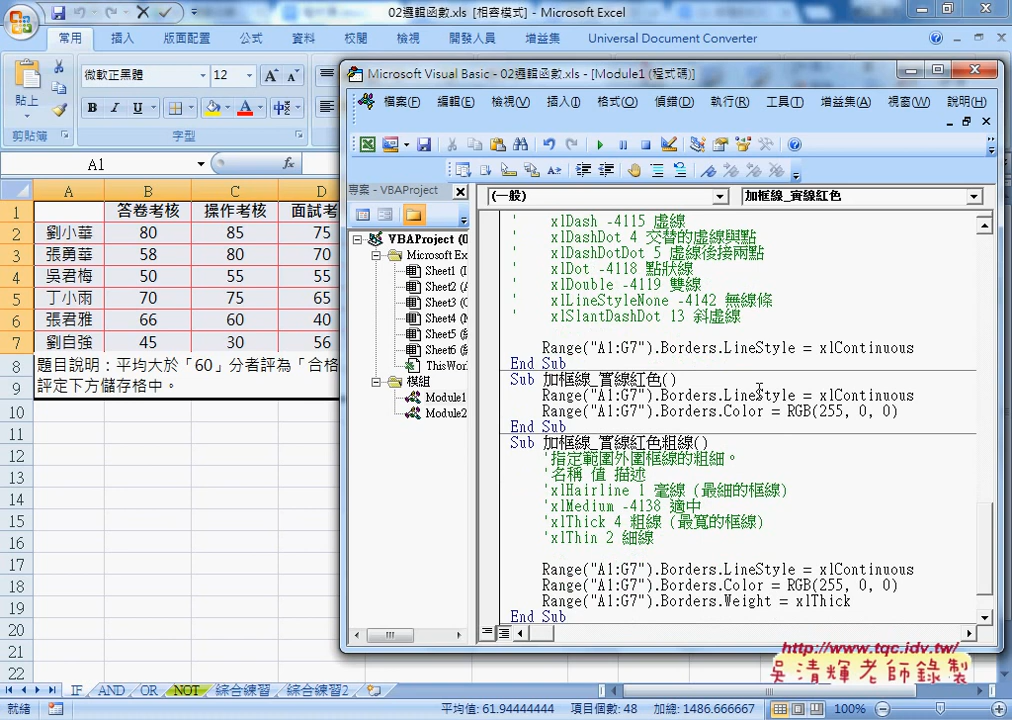 02邏輯函數.xls [相容模式] - Microsoft Excel
常用 插入 版面配置 公式 資料 校閱 檢視 開發人員 增益集 Universal Document Converter
貼上
微軟正黑體 12
B I U
剪貼簿 字型
A1 fx
A B C D
1 答卷考核 操作考核 面試考
2 劉小華 80 85 75
3 張勇華 58 80 70
4 吳君梅 50 55 55
5 丁小雨 70 75 65
6 張君雅 66 60 40
7 劉自強 45 30 56
8 題目說明：平均大於「60」分者評為「合格
9 評定下方儲存格中。
10
11
12
13
14
15
16
17
18
19
20
21
22
IF AND OR NOT 綜合練習 綜合練習2
就緒 平均值: 61.94444444 項目個數: 48 加總: 1486.666667 100%
Microsoft Visual Basic - 02邏輯函數.xls - [Module1 (程式碼)]
檔案(F) 編輯(E) 檢視(V) 插入(I) 格式(O) 偵錯(D) 執行(R) 工具(T) 增益集(A) 視窗(W) 說明(H)
專案 - VBAProject
VBAProject (0
Microsoft Ex
Sheet1 (I
Sheet2 (A
Sheet3 (C
Sheet4 (
Sheet5 (
Sheet6 (
ThisWor
模組
Module1
Module2
(一般) 加框線_實線紅色
' xlDash -4115 虛線
' xlDashDot 4 交替的虛線與點
' xlDashDotDot 5 虛線後接兩點
' xlDot -4118 點狀線
' xlDouble -4119 雙線
' xlLineStyleNone -4142 無線條
' xlSlantDashDot 13 斜虛線
Range("A1:G7").Borders.LineStyle = xlContinuous
End Sub
Sub 加框線_實線紅色()
Range("A1:G7").Borders.LineStyle = xlContinuous
Range("A1:G7").Borders.Color = RGB(255, 0, 0)
End Sub
Sub 加框線_實線紅色粗線()
'指定範圍外圍框線的粗細。
'名稱 值 描述
'xlHairline 1 毫線 (最細的框線)
'xlMedium -4138 適中
'xlThick 4 粗線 (最寬的框線)
'xlThin 2 細線
Range("A1:G7").Borders.LineStyle = xlContinuous
Range("A1:G7").Borders.Color = RGB(255, 0, 0)
Range("A1:G7").Borders.Weight = xlThick
End Sub
http://www.tqc.idv.tw/
吳清輝老師錄製